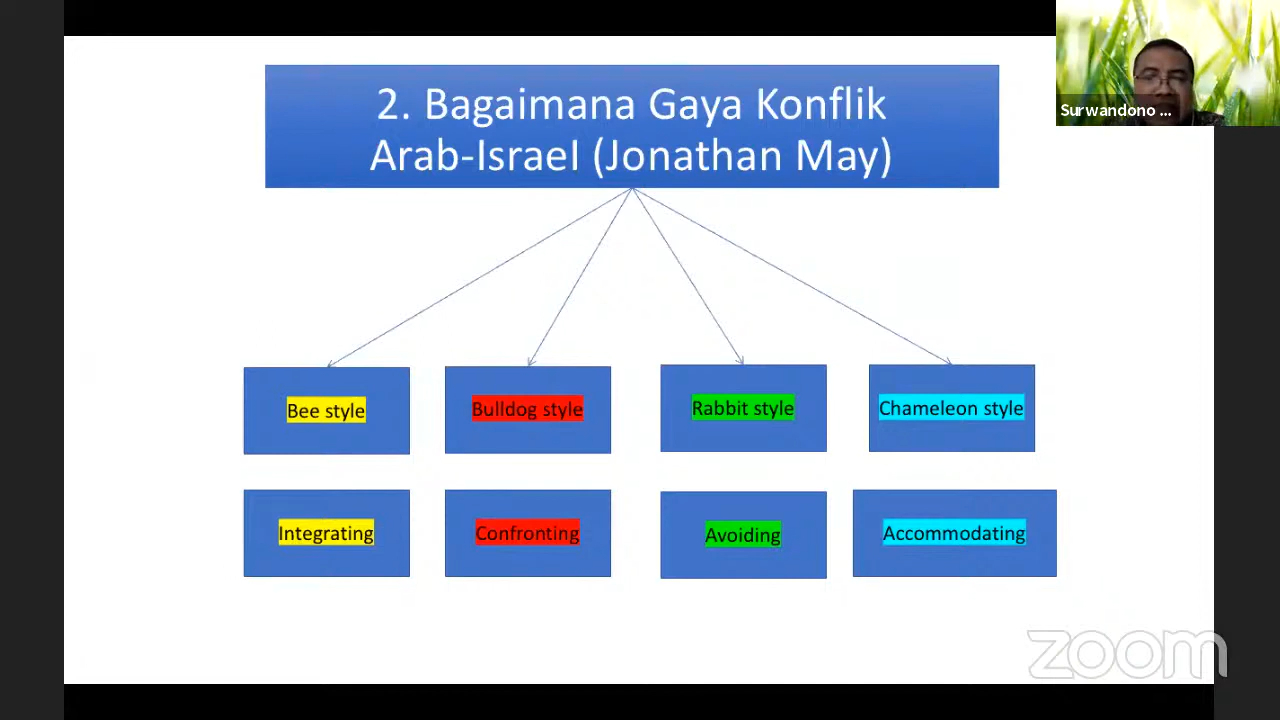 2. Bagaimana Gaya Konflik
Arab-Israel (Jonathan May)
Surwandono ...
Bee style
Bulldog style
Rabbit style
Chameleon style
Integrating
Confronting
Avoiding
Accommodating
zoom